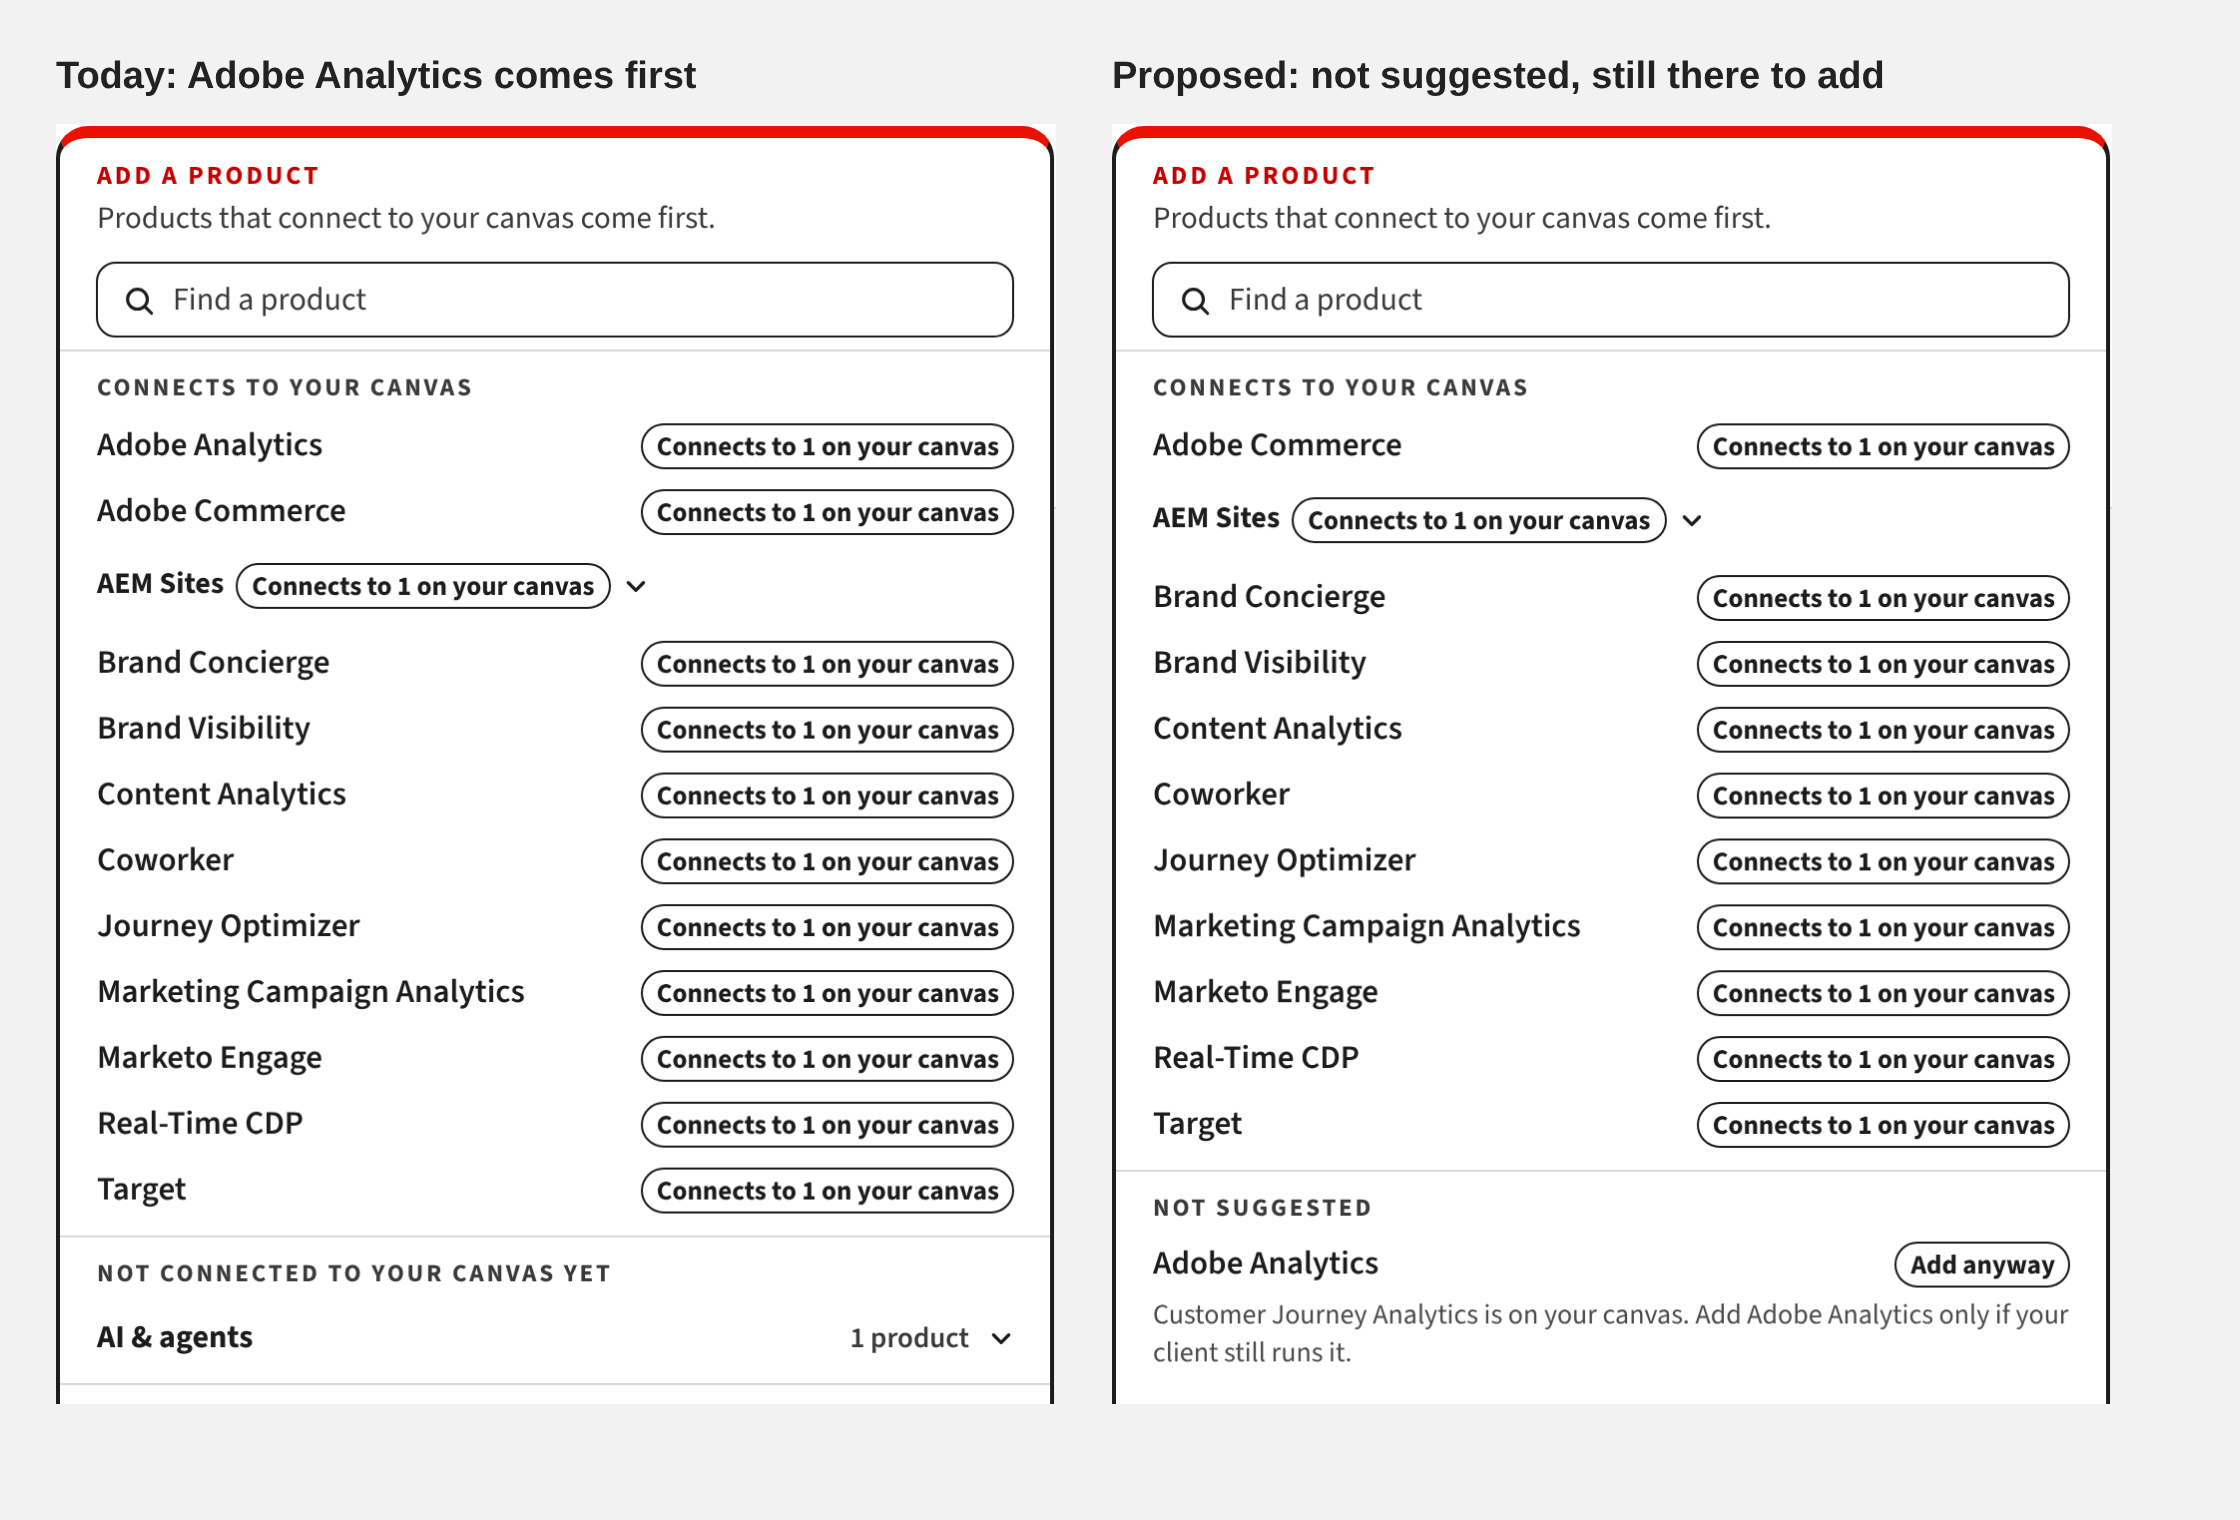 Today: Adobe Analytics comes first
ADD A PRODUCT
Products that connect to your canvas come first.
Find a product
CONNECTS TO YOUR CANVAS
Adobe Analytics Connects to 1 on your canvas
Adobe Commerce Connects to 1 on your canvas
AEM Sites Connects to 1 on your canvas
Brand Concierge Connects to 1 on your canvas
Brand Visibility Connects to 1 on your canvas
Content Analytics Connects to 1 on your canvas
Coworker Connects to 1 on your canvas
Journey Optimizer Connects to 1 on your canvas
Marketing Campaign Analytics Connects to 1 on your canvas
Marketo Engage Connects to 1 on your canvas
Real-Time CDP Connects to 1 on your canvas
Target Connects to 1 on your canvas
NOT CONNECTED TO YOUR CANVAS YET
AI & agents 1 product
Proposed: not suggested, still there to add
ADD A PRODUCT
Products that connect to your canvas come first.
Find a product
CONNECTS TO YOUR CANVAS
Adobe Commerce Connects to 1 on your canvas
AEM Sites Connects to 1 on your canvas
Brand Concierge Connects to 1 on your canvas
Brand Visibility Connects to 1 on your canvas
Content Analytics Connects to 1 on your canvas
Coworker Connects to 1 on your canvas
Journey Optimizer Connects to 1 on your canvas
Marketing Campaign Analytics Connects to 1 on your canvas
Marketo Engage Connects to 1 on your canvas
Real-Time CDP Connects to 1 on your canvas
Target Connects to 1 on your canvas
NOT SUGGESTED
Adobe Analytics Add anyway
Customer Journey Analytics is on your canvas. Add Adobe Analytics only if your
client still runs it.